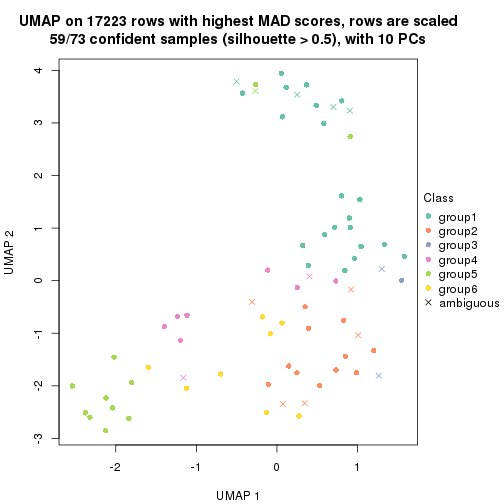 UMAP on 17223 rows with highest MAD scores, rows are scaled
59/73 confident samples (silhouette > 0.5), with 10 PCs
4
3
2
1
0
-1
-2
-3
UMAP 2
-2
-1
0
1
UMAP 1
Class
group1
group2
group3
group4
group5
group6
ambiguous